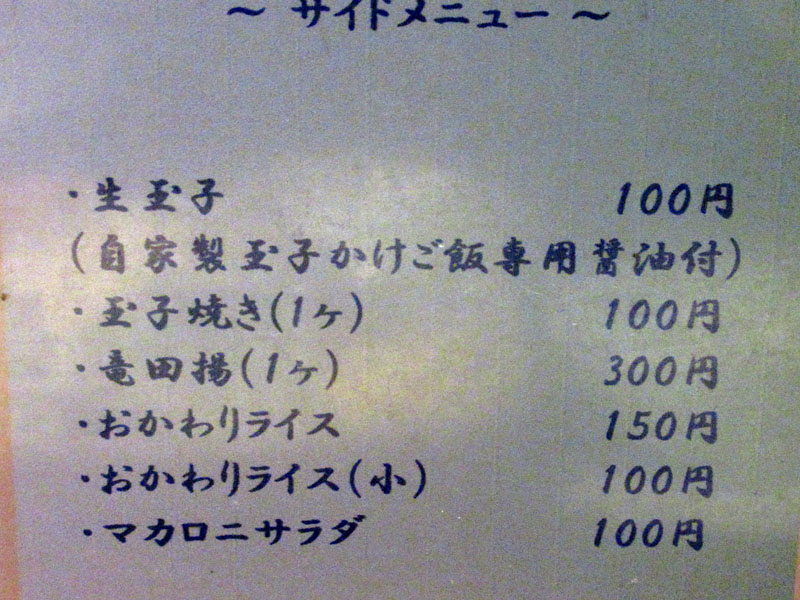 ～ サイドメニュー ～
・生玉子 100円
(自家製玉子かけご飯専用醤油付)
・玉子焼き(1ヶ) 100円
・竜田揚(1ヶ) 300円
・おかわりライス 150円
・おかわりライス(小) 100円
・マカロニサラダ 100円